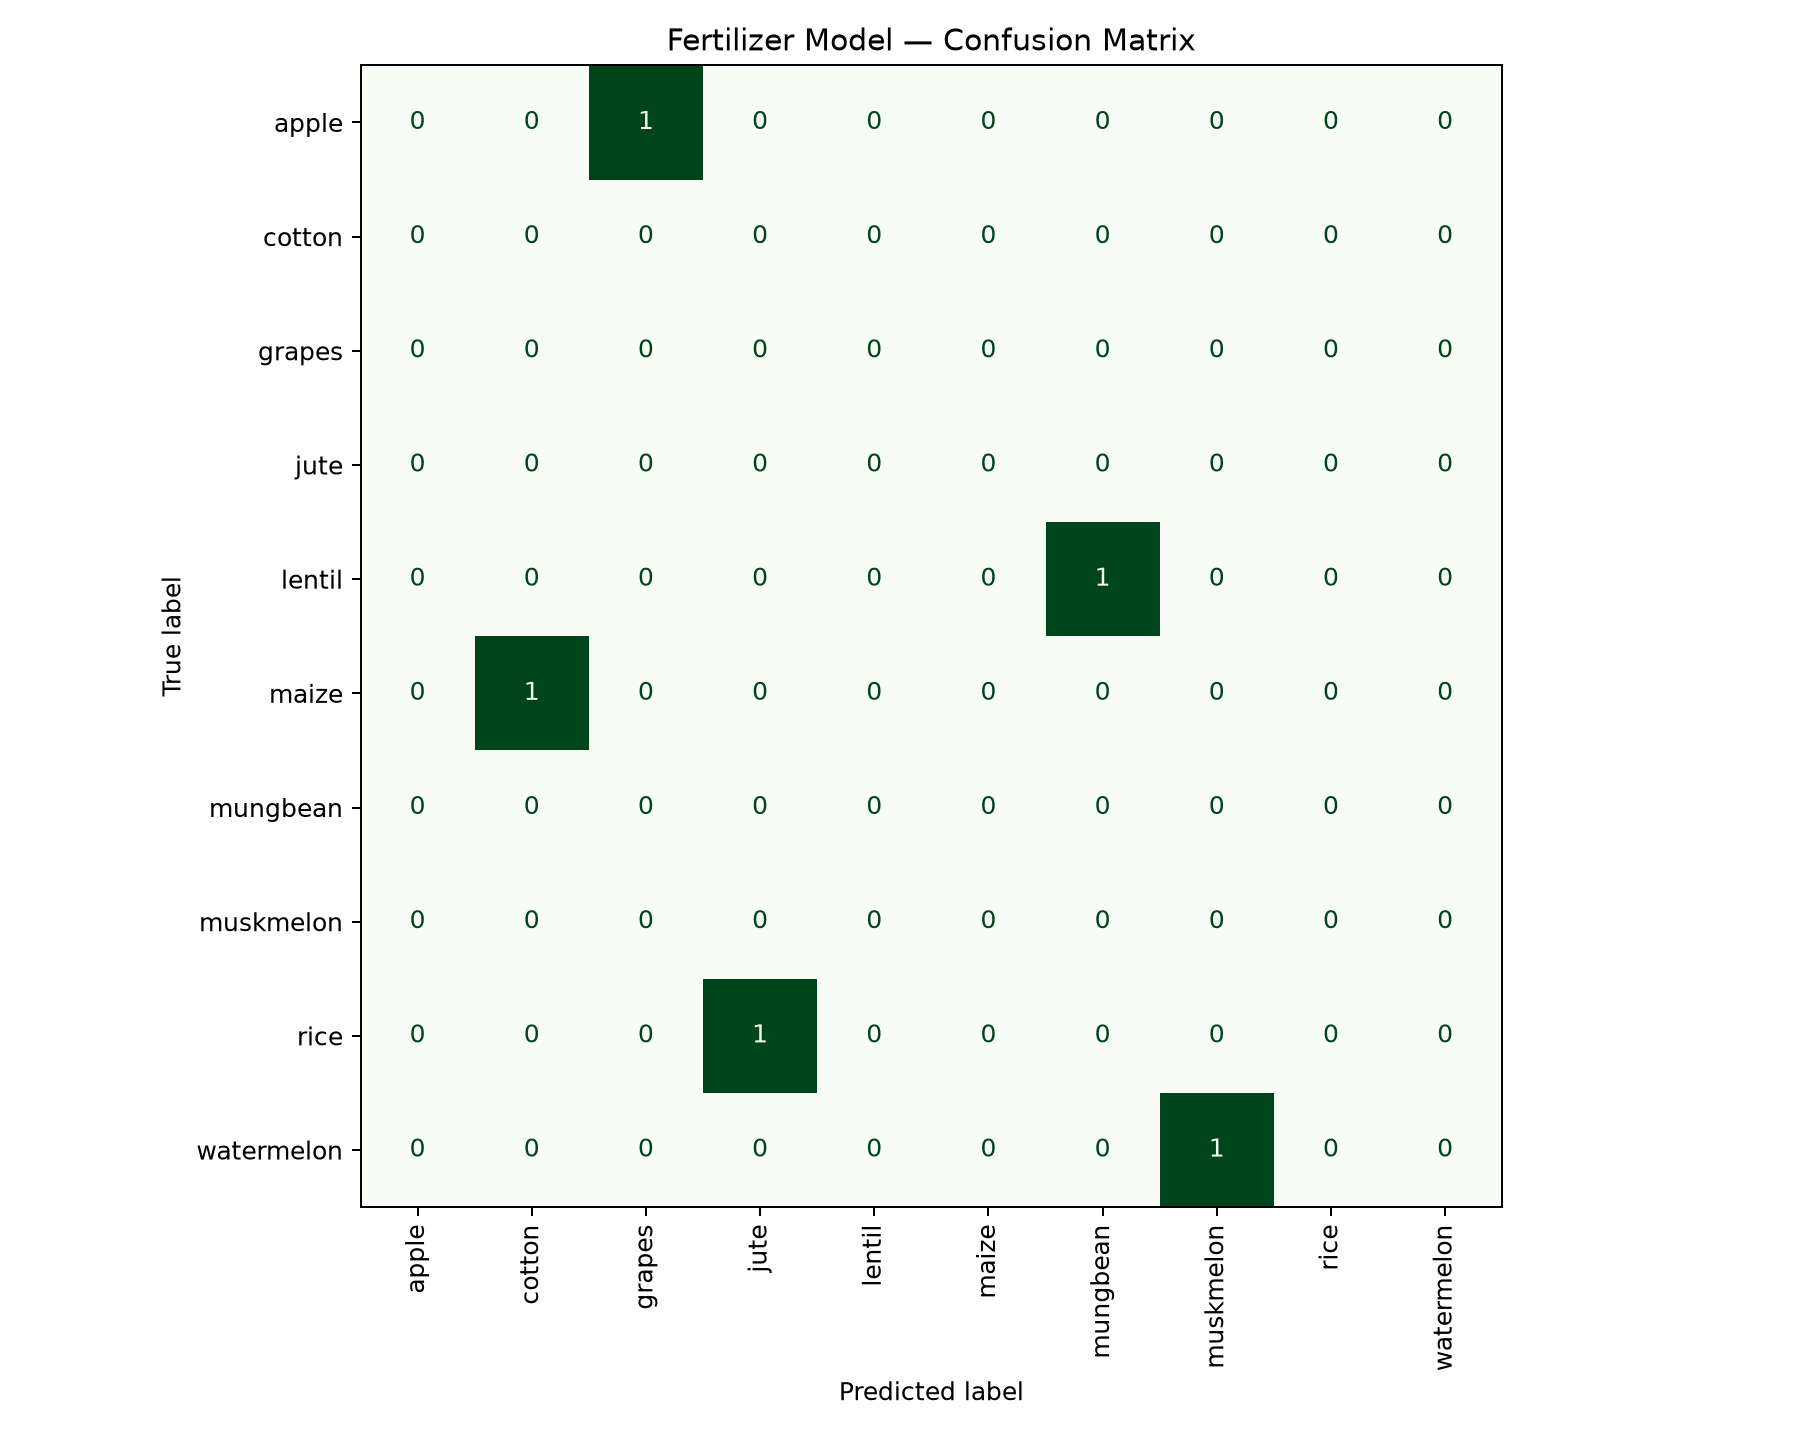 Fertilizer Model — Confusion Matrix
apple 0 0 1 0 0 0 0 0 0 0
cotton 0 0 0 0 0 0 0 0 0 0
grapes 0 0 0 0 0 0 0 0 0 0
jute 0 0 0 0 0 0 0 0 0 0
lentil 0 0 0 0 0 0 1 0 0 0
maize 0 1 0 0 0 0 0 0 0 0
mungbean 0 0 0 0 0 0 0 0 0 0
muskmelon 0 0 0 0 0 0 0 0 0 0
rice 0 0 0 1 0 0 0 0 0 0
watermelon 0 0 0 0 0 0 0 1 0 0
True label
apple cotton grapes jute lentil maize mungbean muskmelon rice watermelon
Predicted label